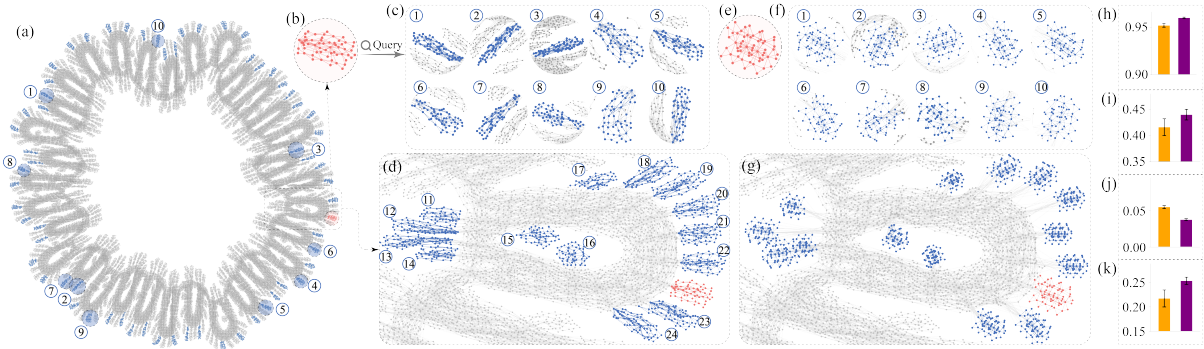 (a)
10
1
8
3
6
4
5
7
2
9
(b)
Query
(c)
1 2 3 4 5
6 7 8 9 10
(d)
11
12
13
14
15
16
17
18
19
20
21
22
23
24
(e)
(f)
1 2 3 4 5
6 7 8 9 10
(g)
(h)
0.95
0.90
(i)
0.45
0.40
0.35
(j)
0.05
0.00
(k)
0.25
0.20
0.15